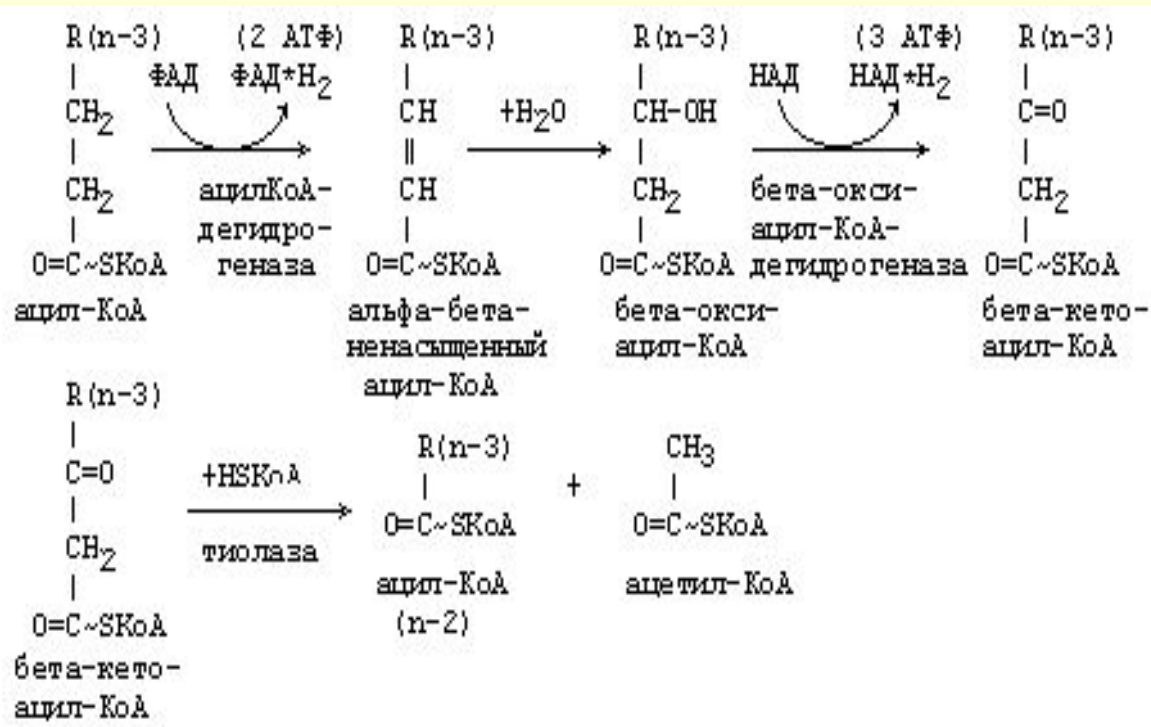 R(n-3) (2 АТФ) R(n-3) R(n-3) (3 АТФ) R(n-3)
| ФАД ФАД*H₂ | | НАД НАД*H₂ |
CH₂ CH +H₂O CH-OH C=O
| || | |
CH₂ ацилКоА- CH CH₂ бета-окси- CH₂
| дегидро- | | ацил-КоА- |
O=C~SKoA геназа O=C~SKoA O=C~SKoA дегидрогеназа O=C~SKoA
ацил-КоА альфа-бета- бета-окси- бета-кето-
ненасыщенный ацил-КоА ацил-КоА
ацил-КоА
R(n-3)
| R(n-3) CH₃
C=O +HSKoA | + |
| O=C~SKoA O=C~SKoA
CH₂ тиолаза
| ацил-КоА ацетил-КоА
O=C~SKoA (n-2)
бета-кето-
ацил-КоА